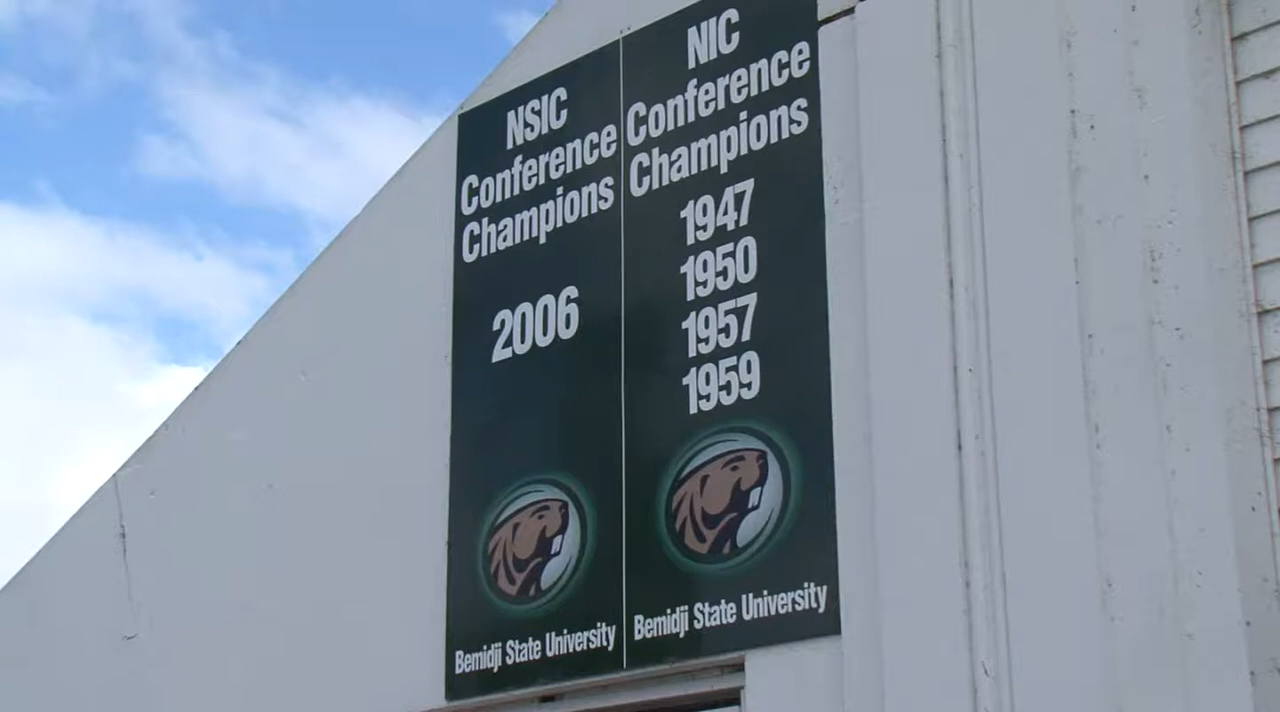 NSIC
Conference
Champions
2006
Bemidji State University
NIC
Conference
Champions
1947
1950
1957
1959
Bemidji State University